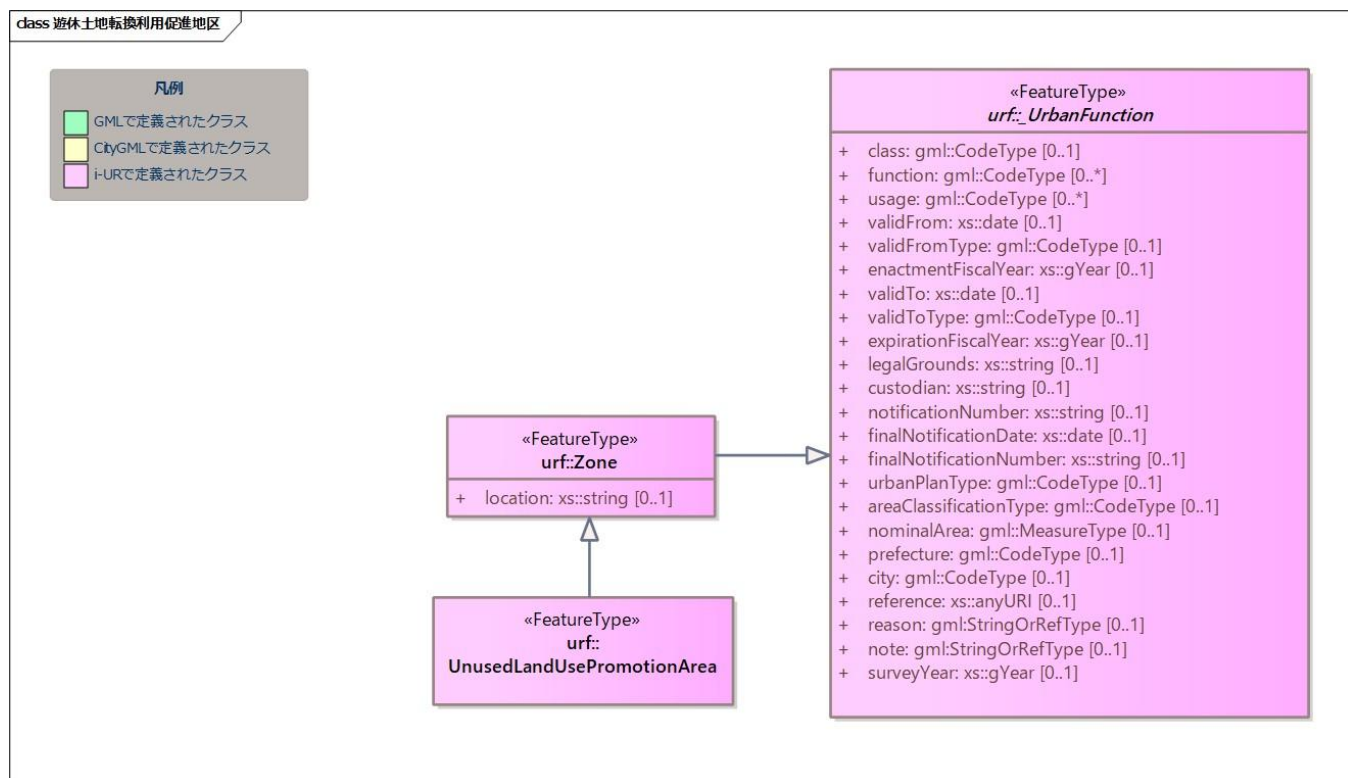 class 遊休土地転換利用促進地区
凡例
GMLで定義されたクラス
CityGMLで定義されたクラス
i-URで定義されたクラス
«FeatureType»
urf::_UrbanFunction
+ class: gml::CodeType [0..1]
+ function: gml::CodeType [0..*]
+ usage: gml::CodeType [0..*]
+ validFrom: xs::date [0..1]
+ validFromType: gml::CodeType [0..1]
+ enactmentFiscalYear: xs::gYear [0..1]
+ validTo: xs::date [0..1]
+ validToType: gml::CodeType [0..1]
+ expirationFiscalYear: xs::gYear [0..1]
+ legalGrounds: xs::string [0..1]
+ custodian: xs::string [0..1]
+ notificationNumber: xs::string [0..1]
+ finalNotificationDate: xs::date [0..1]
+ finalNotificationNumber: xs::string [0..1]
+ urbanPlanType: gml::CodeType [0..1]
+ areaClassificationType: gml::CodeType [0..1]
+ nominalArea: gml::MeasureType [0..1]
+ prefecture: gml::CodeType [0..1]
+ city: gml::CodeType [0..1]
+ reference: xs::anyURI [0..1]
+ reason: gml:StringOrRefType [0..1]
+ note: gml:StringOrRefType [0..1]
+ surveyYear: xs::gYear [0..1]
«FeatureType»
urf::Zone
+ location: xs::string [0..1]
«FeatureType»
urf::
UnusedLandUsePromotionArea